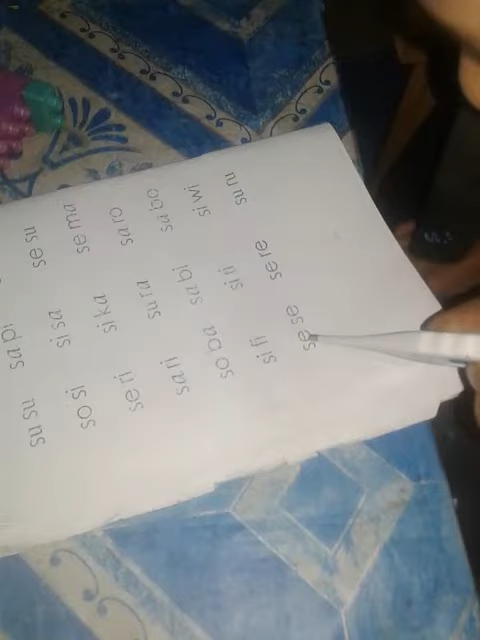 su su sa pi
so si si sa se su
se ri si ka se ma
sa ri su ra sa ro
so ba sa bi sa bo
si fi si si wi
se se se re su nu